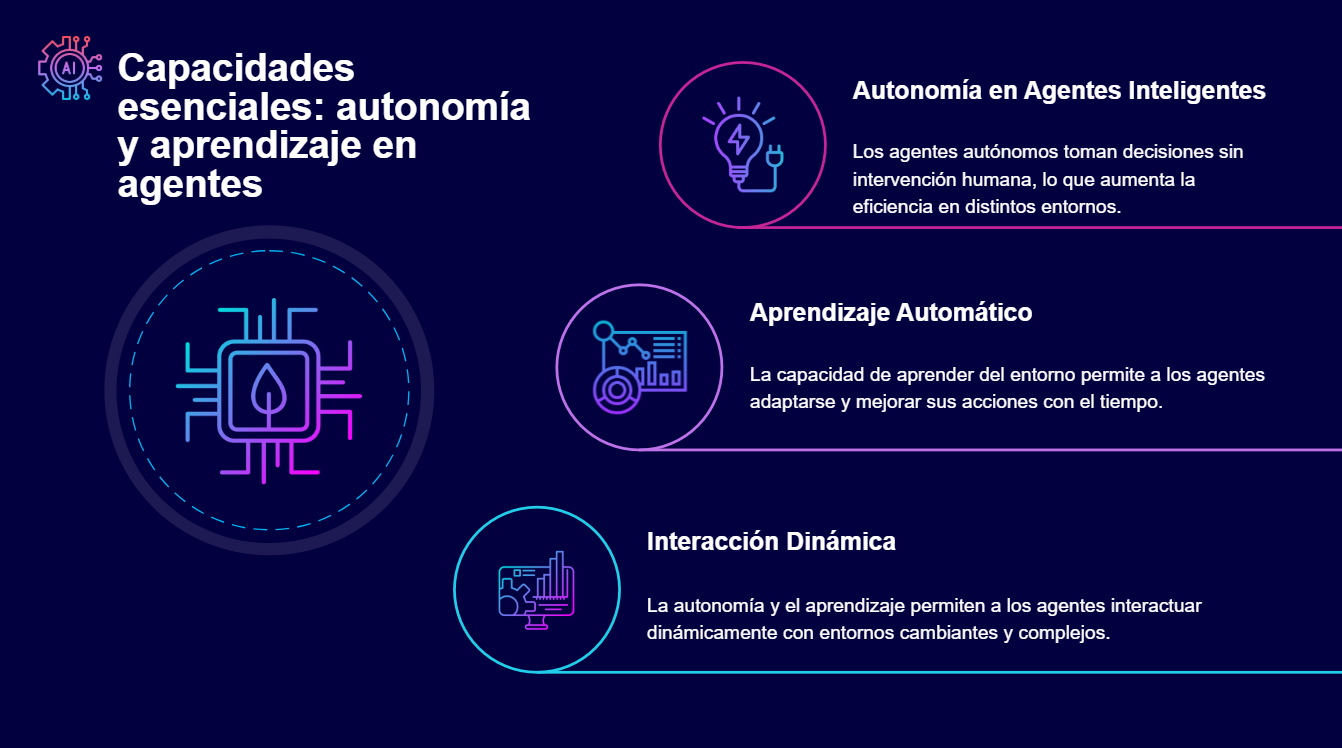 AI
Capacidades
esenciales: autonomía
y aprendizaje en
agentes
Autonomía en Agentes Inteligentes
Los agentes autónomos toman decisiones sin
intervención humana, lo que aumenta la
eficiencia en distintos entornos.
Aprendizaje Automático
La capacidad de aprender del entorno permite a los agentes
adaptarse y mejorar sus acciones con el tiempo.
Interacción Dinámica
La autonomía y el aprendizaje permiten a los agentes interactuar
dinámicamente con entornos cambiantes y complejos.